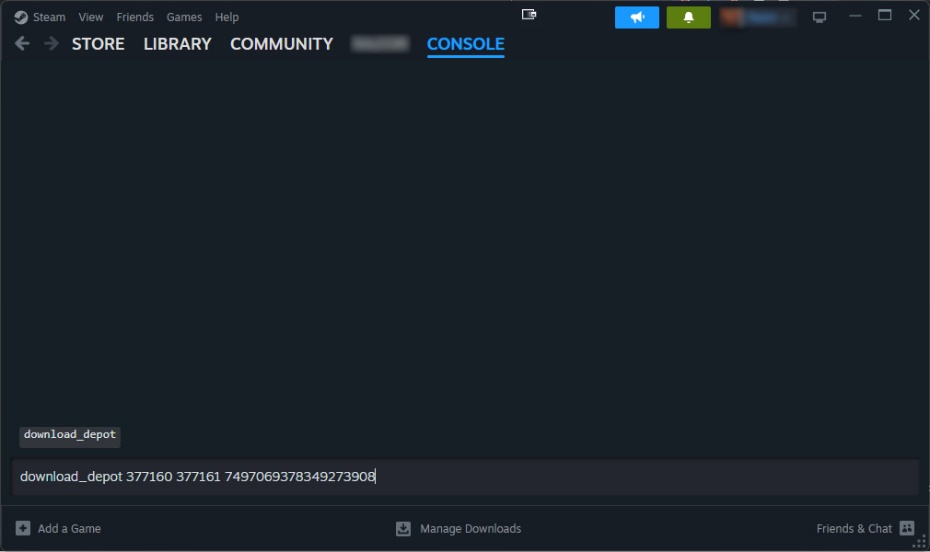 Steam View Friends Games Help
STORE LIBRARY COMMUNITY CONSOLE
download_depot
download_depot 377160 377161 7497069378349273908
Add a Game Manage Downloads Friends & Chat